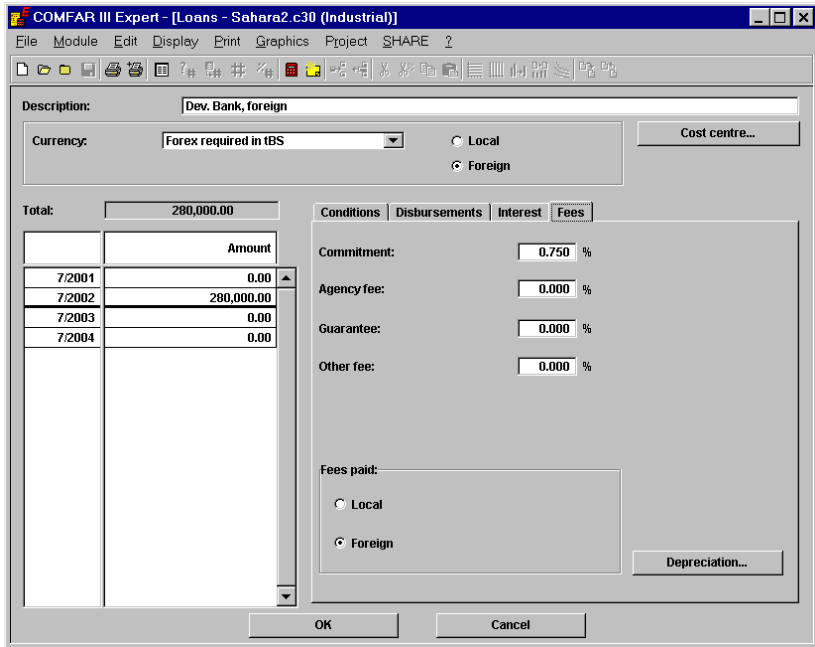 COMFAR III Expert - [Loans - Sahara2.c30 (Industrial)]
File Module Edit Display Print Graphics Project SHARE ?
Description: Dev. Bank, foreign
Currency: Forex required in tBS
Local
Foreign
Cost centre...
Total: 280,000.00
Conditions Disbursements Interest Fees
Amount
7/2001 0.00
7/2002 280,000.00
7/2003 0.00
7/2004 0.00
Commitment: 0.750 %
Agency fee: 0.000 %
Guarantee: 0.000 %
Other fee: 0.000 %
Fees paid:
Local
Foreign
Depreciation...
OK Cancel